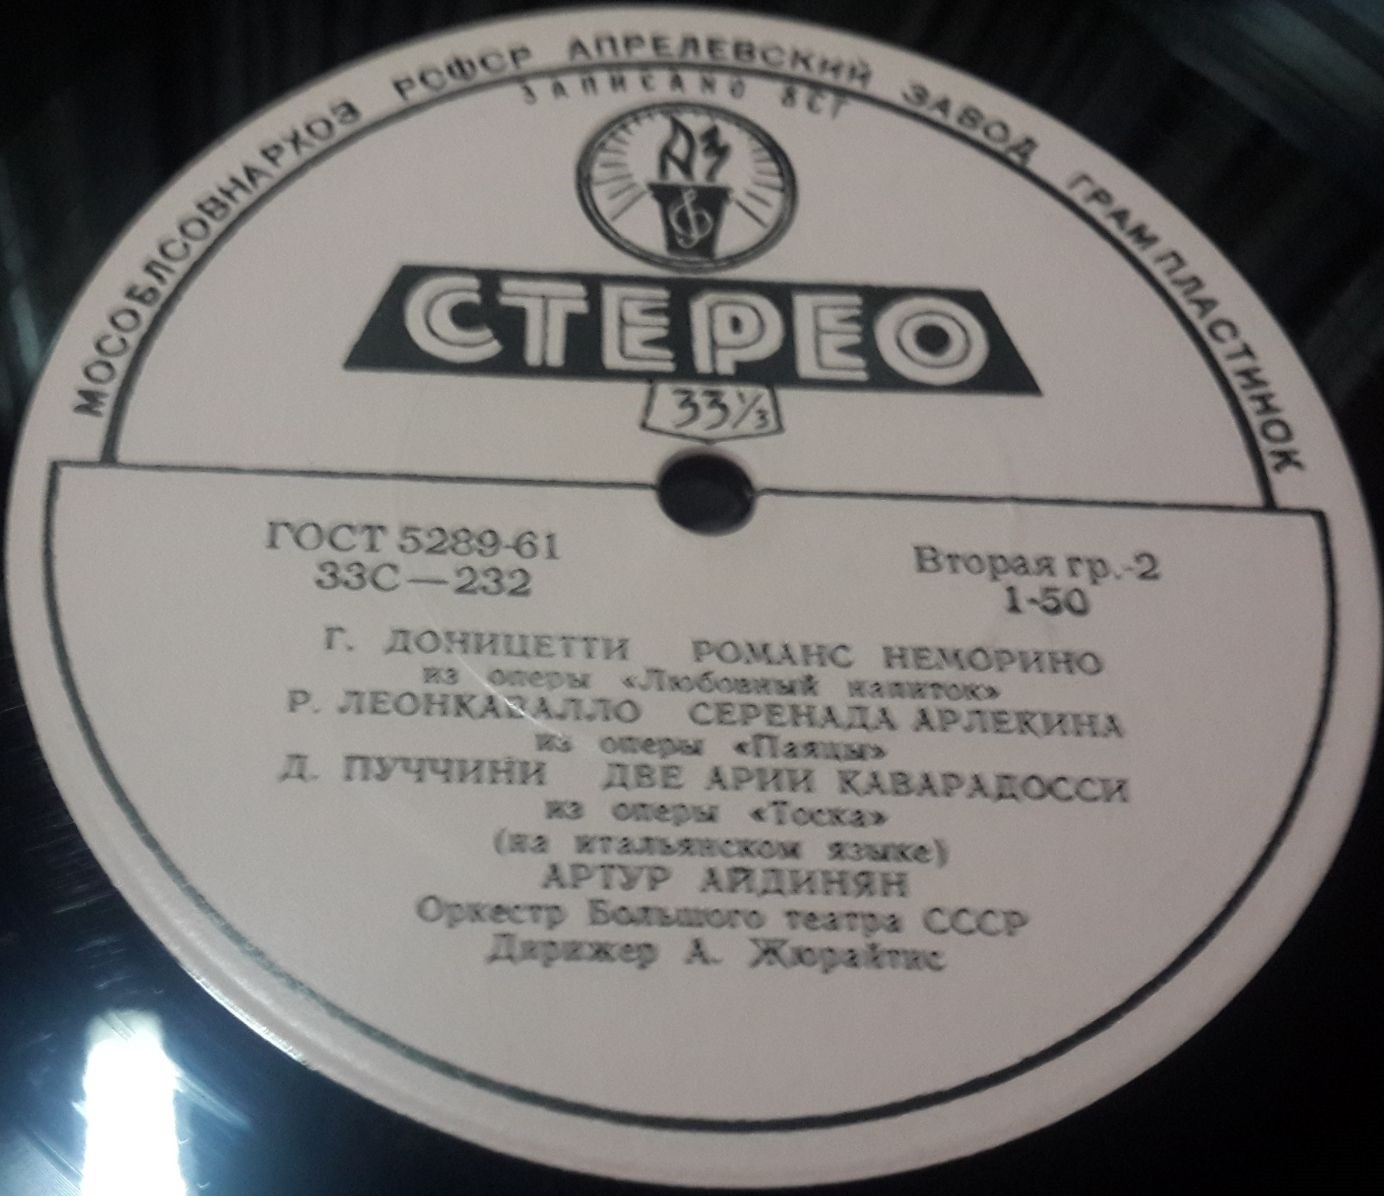 МОСОБЛСОВНАРХОЗ РСФСР АПРЕЛЕВСКИЙ ЗАВОД ГРАМПЛАСТИНОК
ЗАПИСАНО ВСГ
АЗ
СТЕРЕО
33⅓
ГОСТ 5289-61 Вторая гр.-2
33С—232 1-50
Г. ДОНИЦЕТТИ РОМАНС НЕМОРИНО
из оперы «Любовный напиток»
Р. ЛЕОНКАВАЛЛО СЕРЕНАДА АРЛЕКИНА
из оперы «Паяцы»
Д. ПУЧЧИНИ ДВЕ АРИИ КАВАРАДОССИ
из оперы «Тоска»
(на итальянском языке)
АРТУР АЙДИНЯН
Оркестр Большого театра СССР
Дирижер А. Жюрайтис